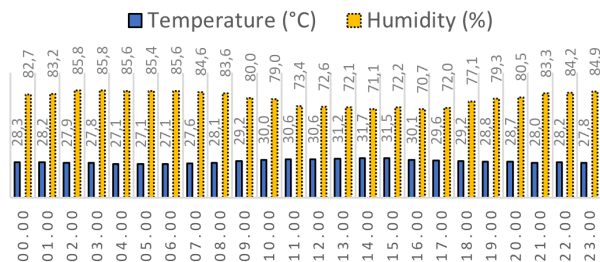 Temperature (°C) Humidity (%)
28,3 82,7 28,2 83,2 27,9 85,8 27,8 85,8 27,1 85,6 27,1 85,4 27,1 85,6 27,6 84,6 28,1 83,6 29,2 80,0 30,0 79,0 30,6 73,4 30,6 72,6 31,2 72,1 31,7 71,1 31,5 72,2 30,1 70,7 29,6 72,0 29,2 77,1 28,8 79,3 28,7 80,5 28,0 83,3 28,2 84,2 27,8 84,9
00.00 01.00 02.00 03.00 04.00 05.00 06.00 07.00 08.00 09.00 10.00 11.00 12.00 13.00 14.00 15.00 16.00 17.00 18.00 19.00 20.00 21.00 22.00 23.00